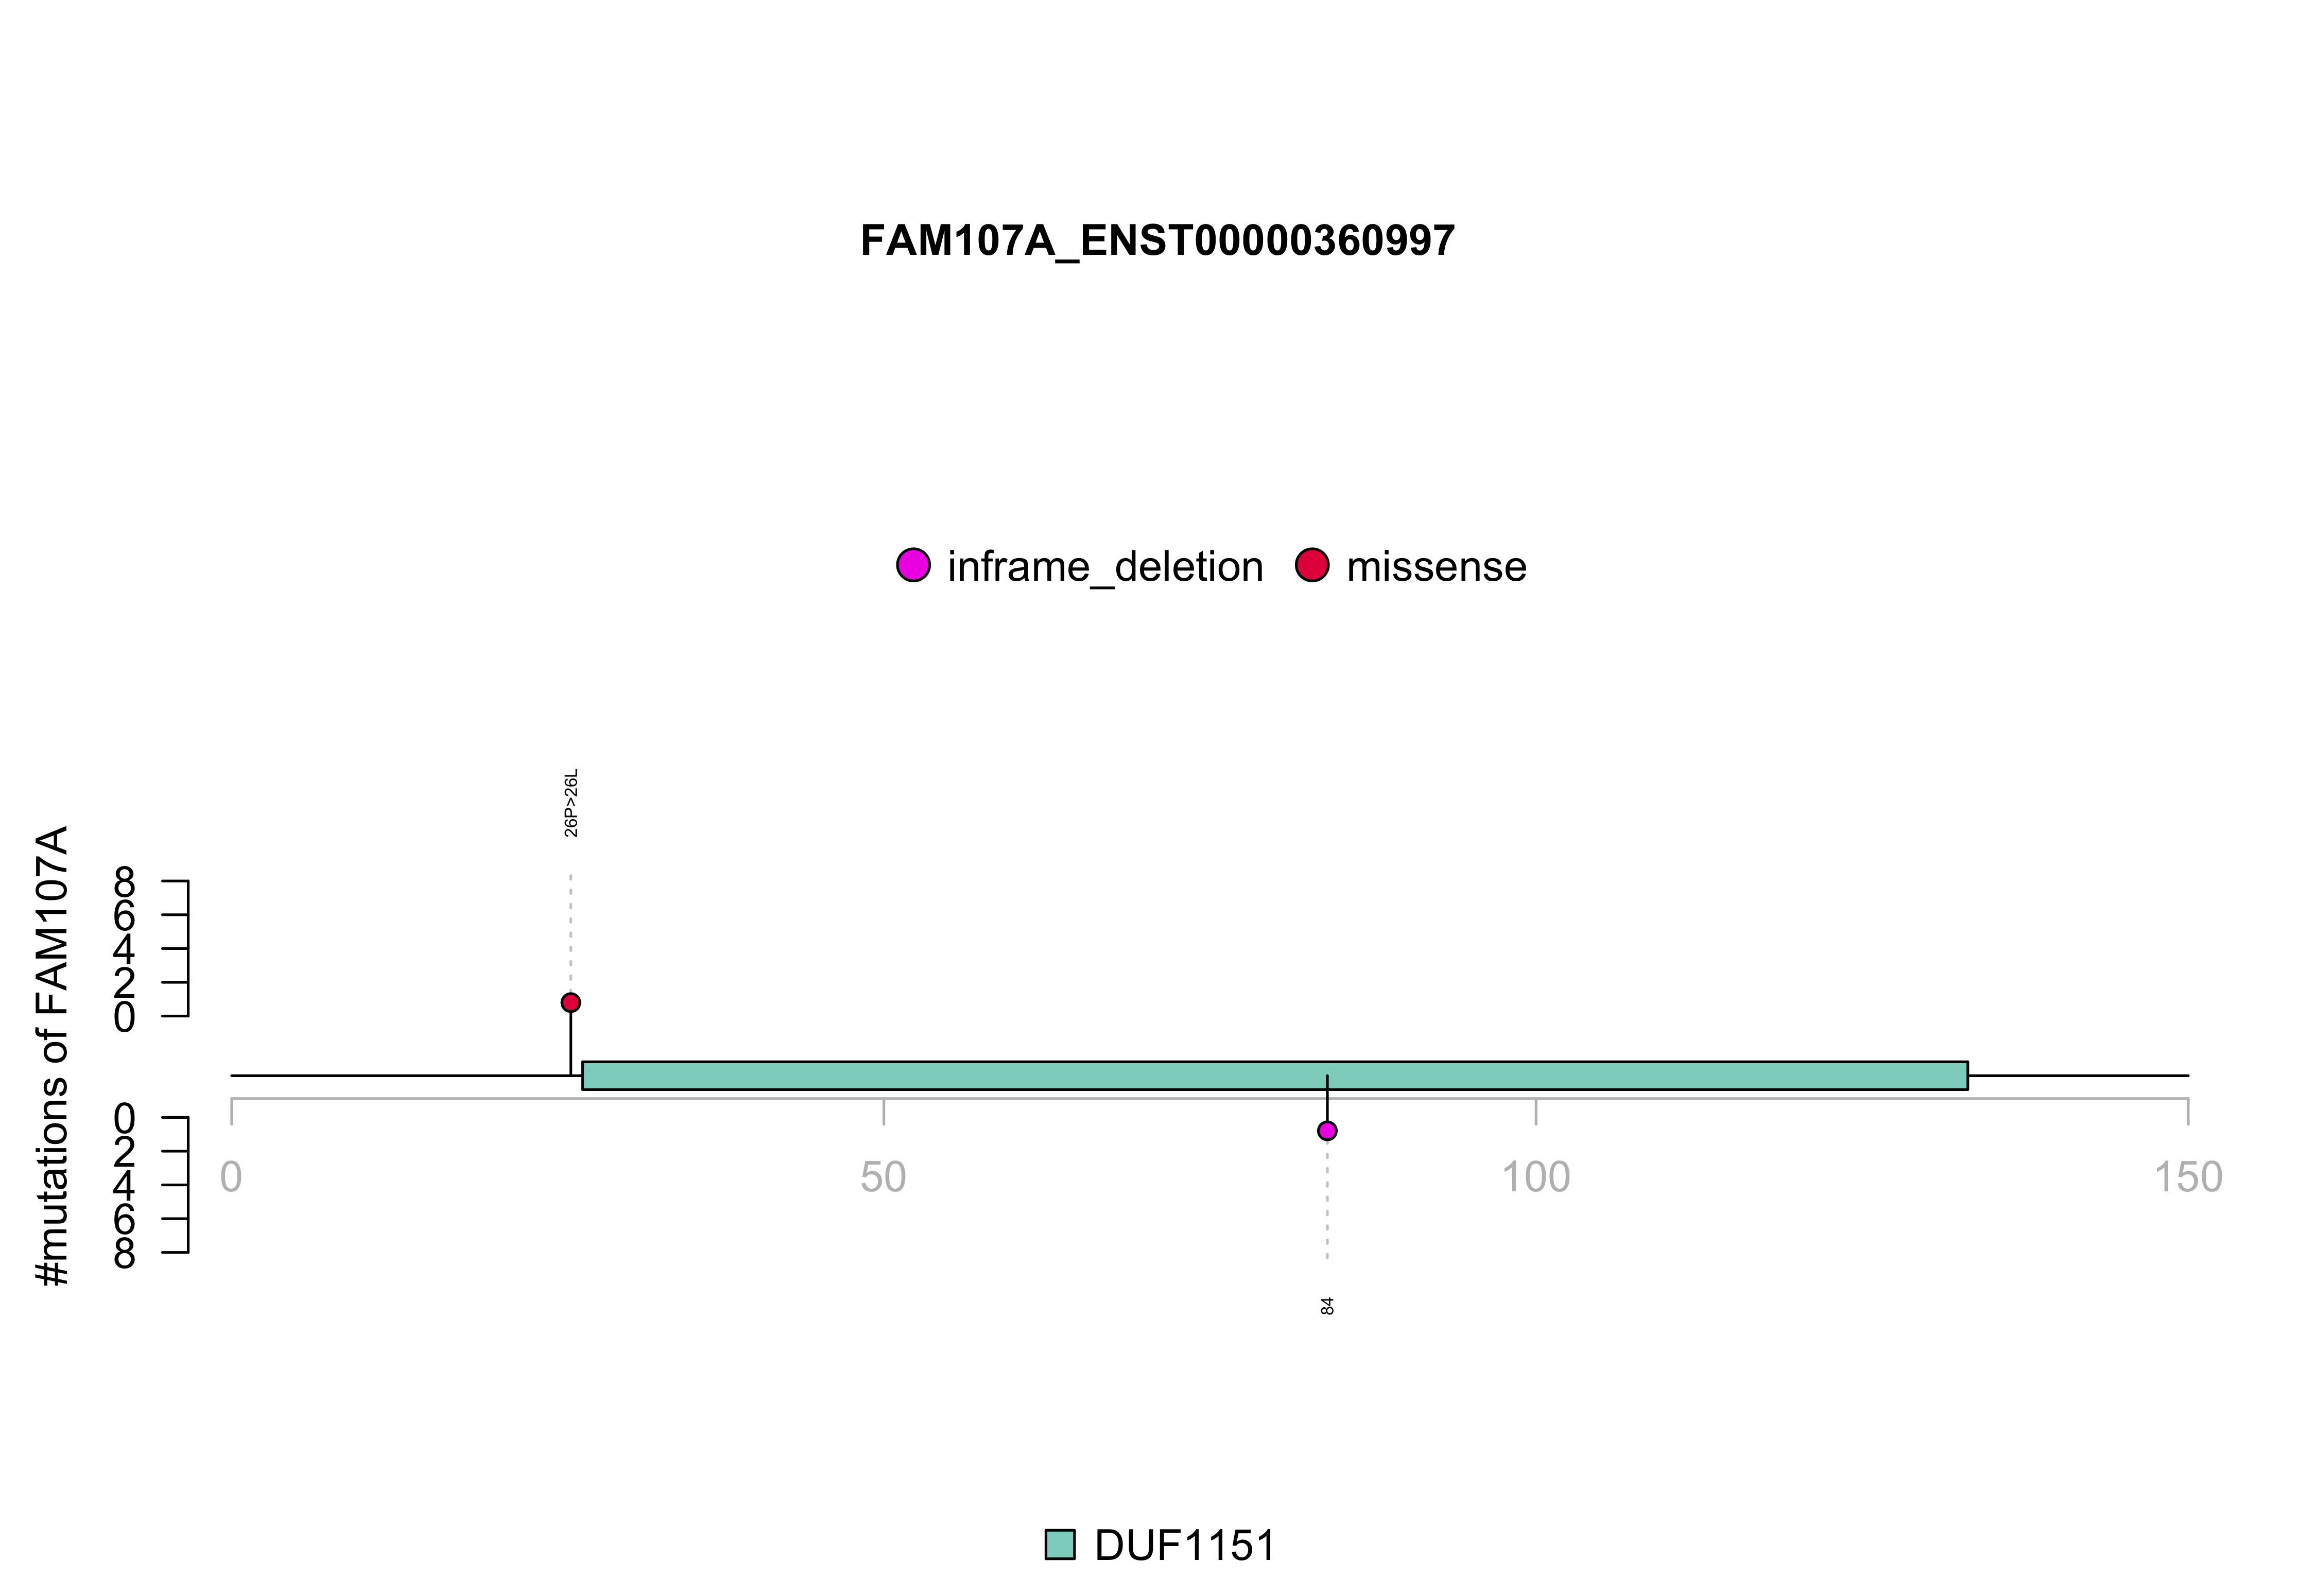 FAM107A_ENST00000360997
inframe_deletion missense
26P>26L
#mutations of FAM107A
8
6
4
2
0
0
2
4
6
8
0 50 100 150
84
DUF1151